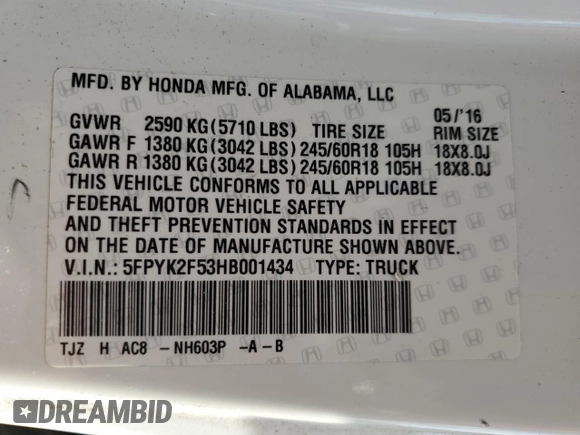 MFD. BY HONDA MFG. OF ALABAMA, LLC
05/'16
GVWR 2590 KG(5710 LBS) TIRE SIZE RIM SIZE
GAWR F 1380 KG(3042 LBS)245/60R18 105H 18X8.0J
GAWR R 1380 KG(3042 LBS)245/60R18 105H 18X8.0J
THIS VEHICLE CONFORMS TO ALL APPLICABLE
FEDERAL MOTOR VEHICLE SAFETY
AND THEFT PREVENTION STANDARDS IN EFFECT
ON THE DATE OF MANUFACTURE SHOWN ABOVE.
V.I.N.: 5FPYK2F53HB001434 TYPE: TRUCK
TJZ H AC8 -NH603P -A-B
DREAMBID